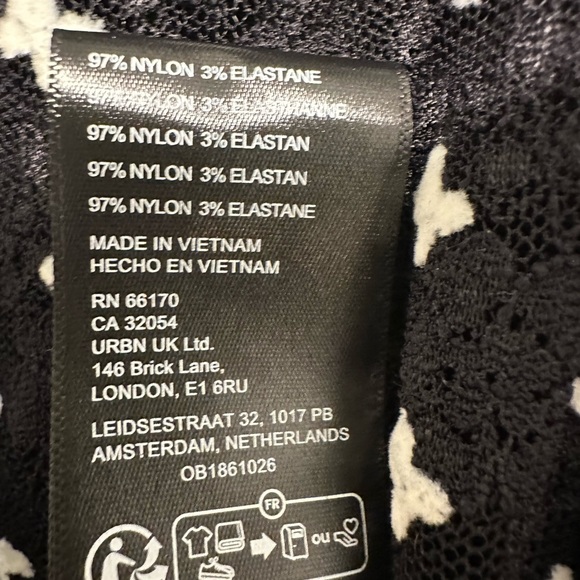 97% NYLON 3% ELASTANE
97% NYLON 3% ELASTHANNE
97% NYLON 3% ELASTAN
97% NYLON 3% ELASTAN
97% NYLON 3% ELASTANE
MADE IN VIETNAM
HECHO EN VIETNAM
RN 66170
CA 32054
URBN UK Ltd.
146 Brick Lane,
LONDON, E1 6RU
LEIDSESTRAAT 32, 1017 PB
AMSTERDAM, NETHERLANDS
OB1861026
FR
ou